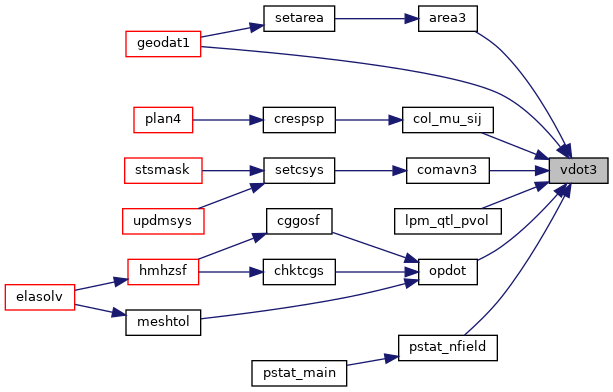 setarea
area3
geodat1
plan4
crespsp
col_mu_sij
stsmask
setcsys
comavn3
vdot3
updmsys
cggosf
lpm_qtl_pvol
hmhzsf
chktcgs
opdot
elasolv
meshtol
pstat_nfield
pstat_main